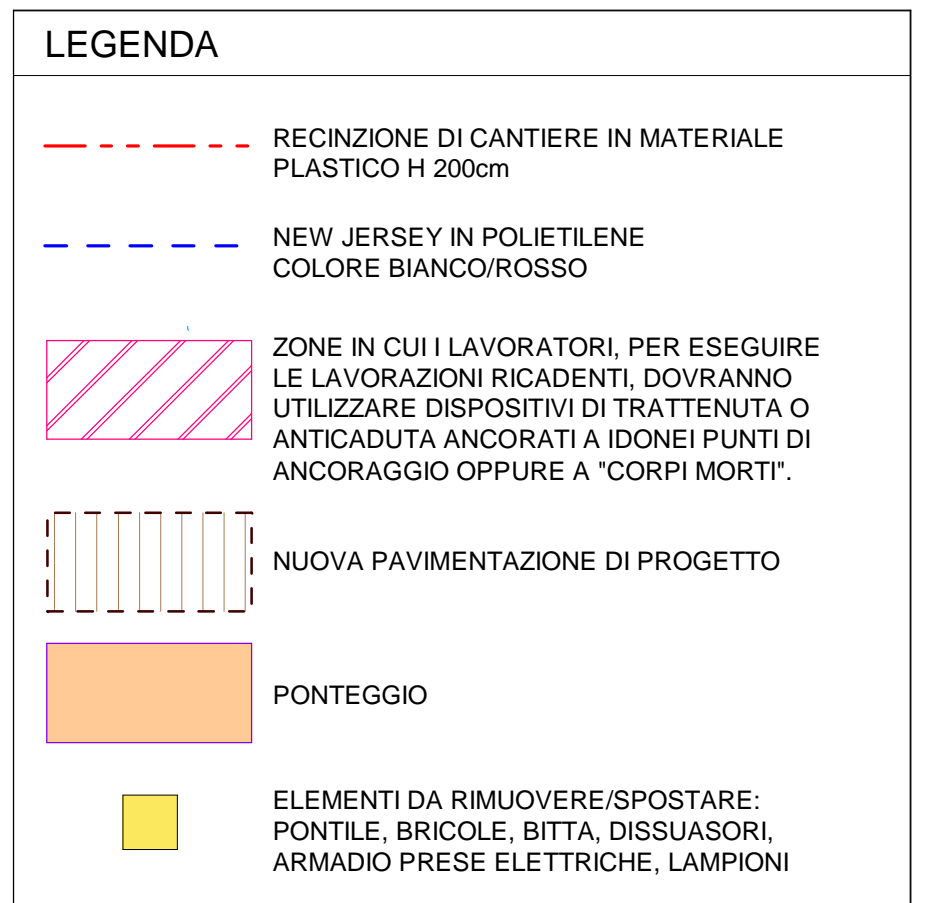 LEGENDA
RECINZIONE DI CANTIERE IN MATERIALE
PLASTICO H 200cm
NEW JERSEY IN POLIETILENE
COLORE BIANCO/ROSSO
ZONE IN CUI I LAVORATORI, PER ESEGUIRE
LE LAVORAZIONI RICADENTI, DOVRANNO
UTILIZZARE DISPOSITIVI DI TRATTENUTA O
ANTICADUTA ANCORATI A IDONEI PUNTI DI
ANCORAGGIO OPPURE A "CORPI MORTI".
NUOVA PAVIMENTAZIONE DI PROGETTO
PONTEGGIO
ELEMENTI DA RIMUOVERE/SPOSTARE:
PONTILE, BRICOLE, BITTA, DISSUASORI,
ARMADIO PRESE ELETTRICHE, LAMPIONI